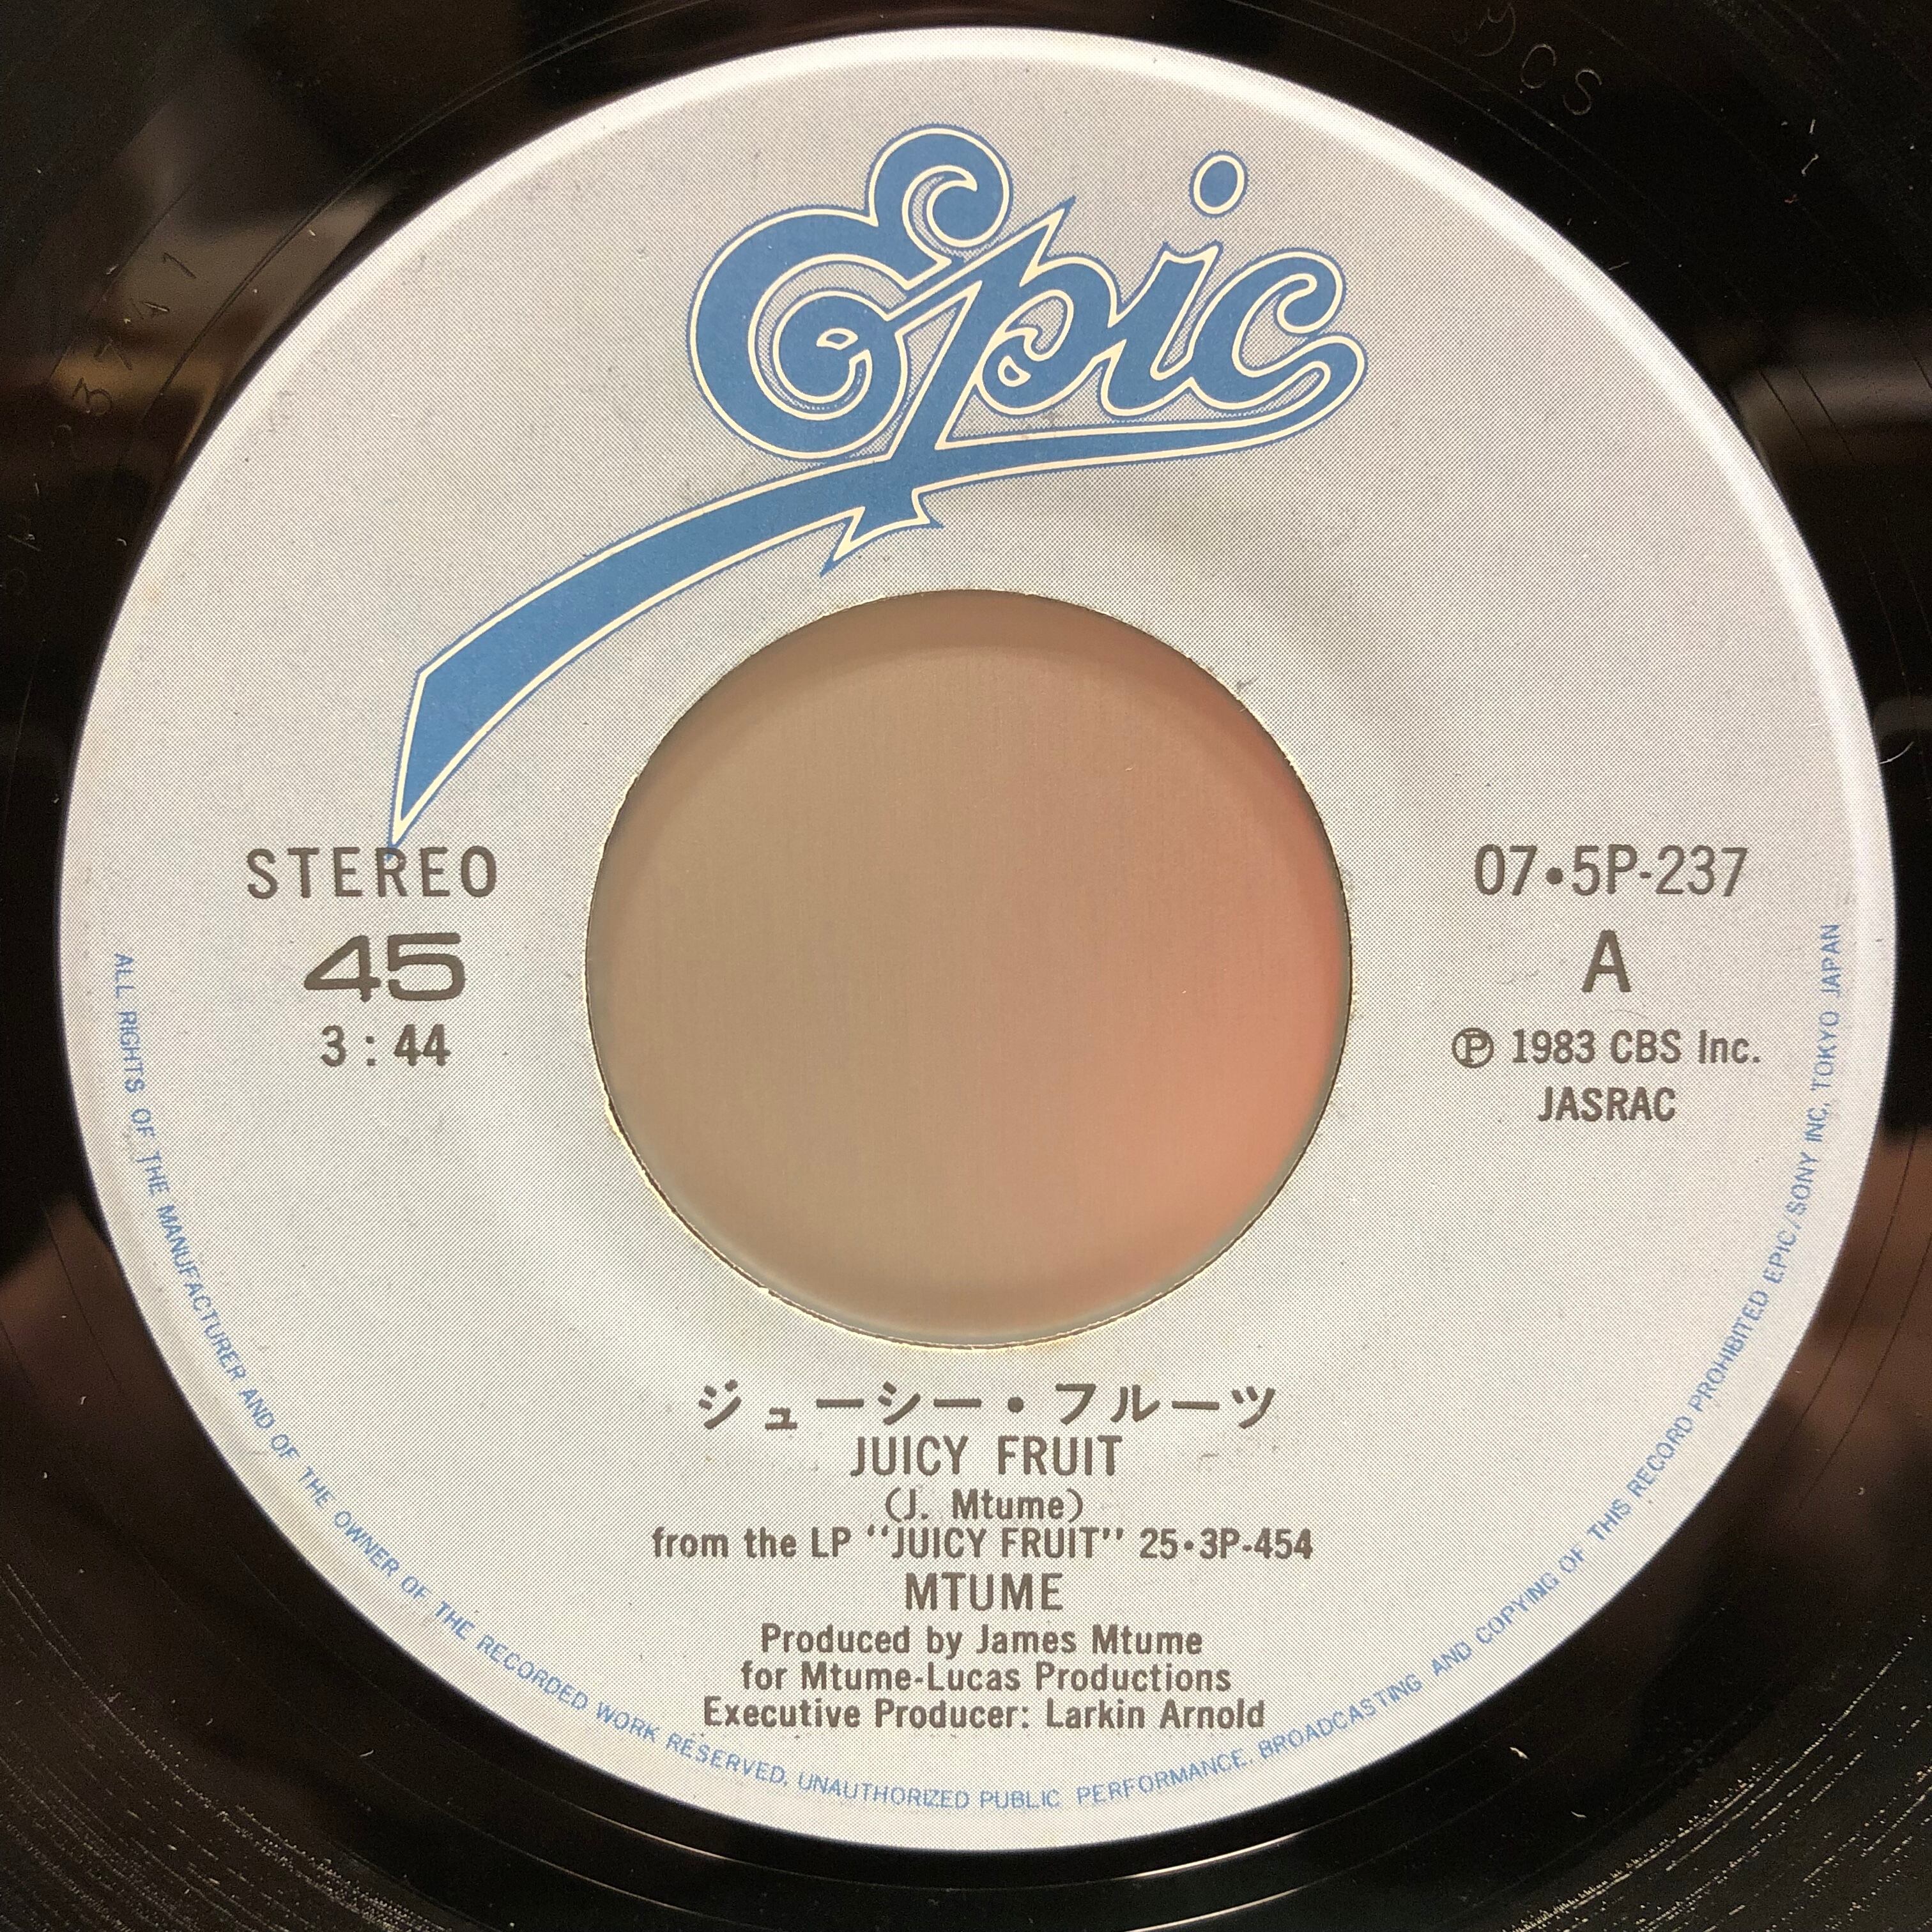 Epic
STEREO
45
3:44
07•5P-237
A
Ⓟ 1983 CBS Inc.
JASRAC
ジューシー・フルーツ
JUICY FRUIT
(J. Mtume)
from the LP “JUICY FRUIT” 25•3P-454
MTUME
Produced by James Mtume
for Mtume-Lucas Productions
Executive Producer: Larkin Arnold
ALL RIGHTS OF THE MANUFACTURER AND OF THE OWNER OF THE RECORDED WORK RESERVED, UNAUTHORIZED PUBLIC PERFORMANCE, BROADCASTING AND COPYING OF THIS RECORD PROHIBITED EPIC/SONY INC. TOKYO JAPAN